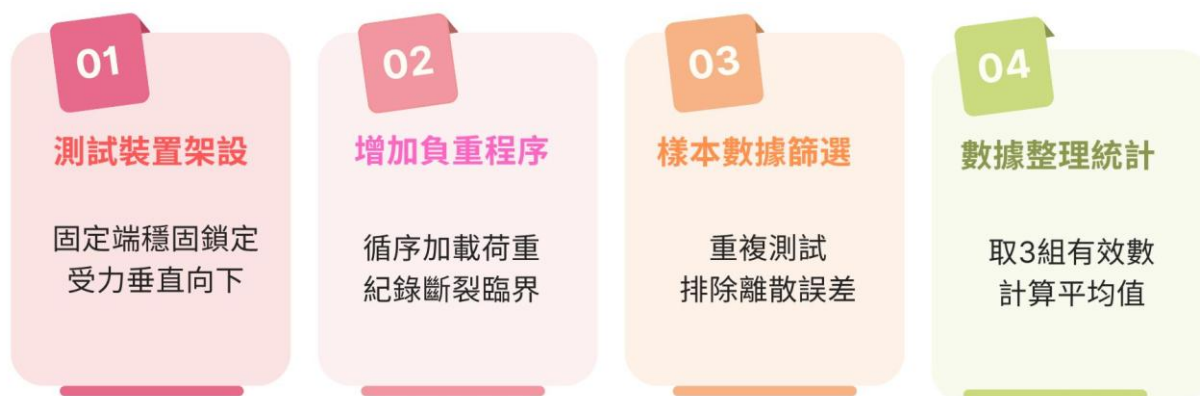 01
測試裝置架設
固定端穩固鎖定
受力垂直向下
02
增加負重程序
循序加載荷重
紀錄斷裂臨界
03
樣本數據篩選
重複測試
排除離散誤差
04
數據整理統計
取3組有效數
計算平均值